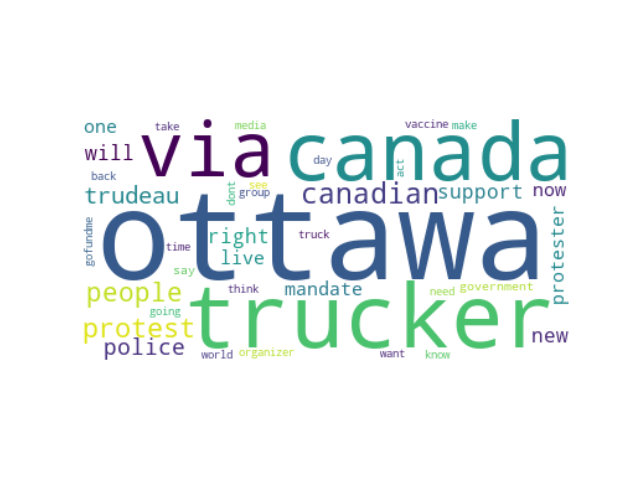 one take media vaccine make
will via canada
back day act
trudeau dont see group canadian support now
gofundme ottawa protester
right time live say truck
people think mandate need government
going trucker
protest police new
world organizer want know